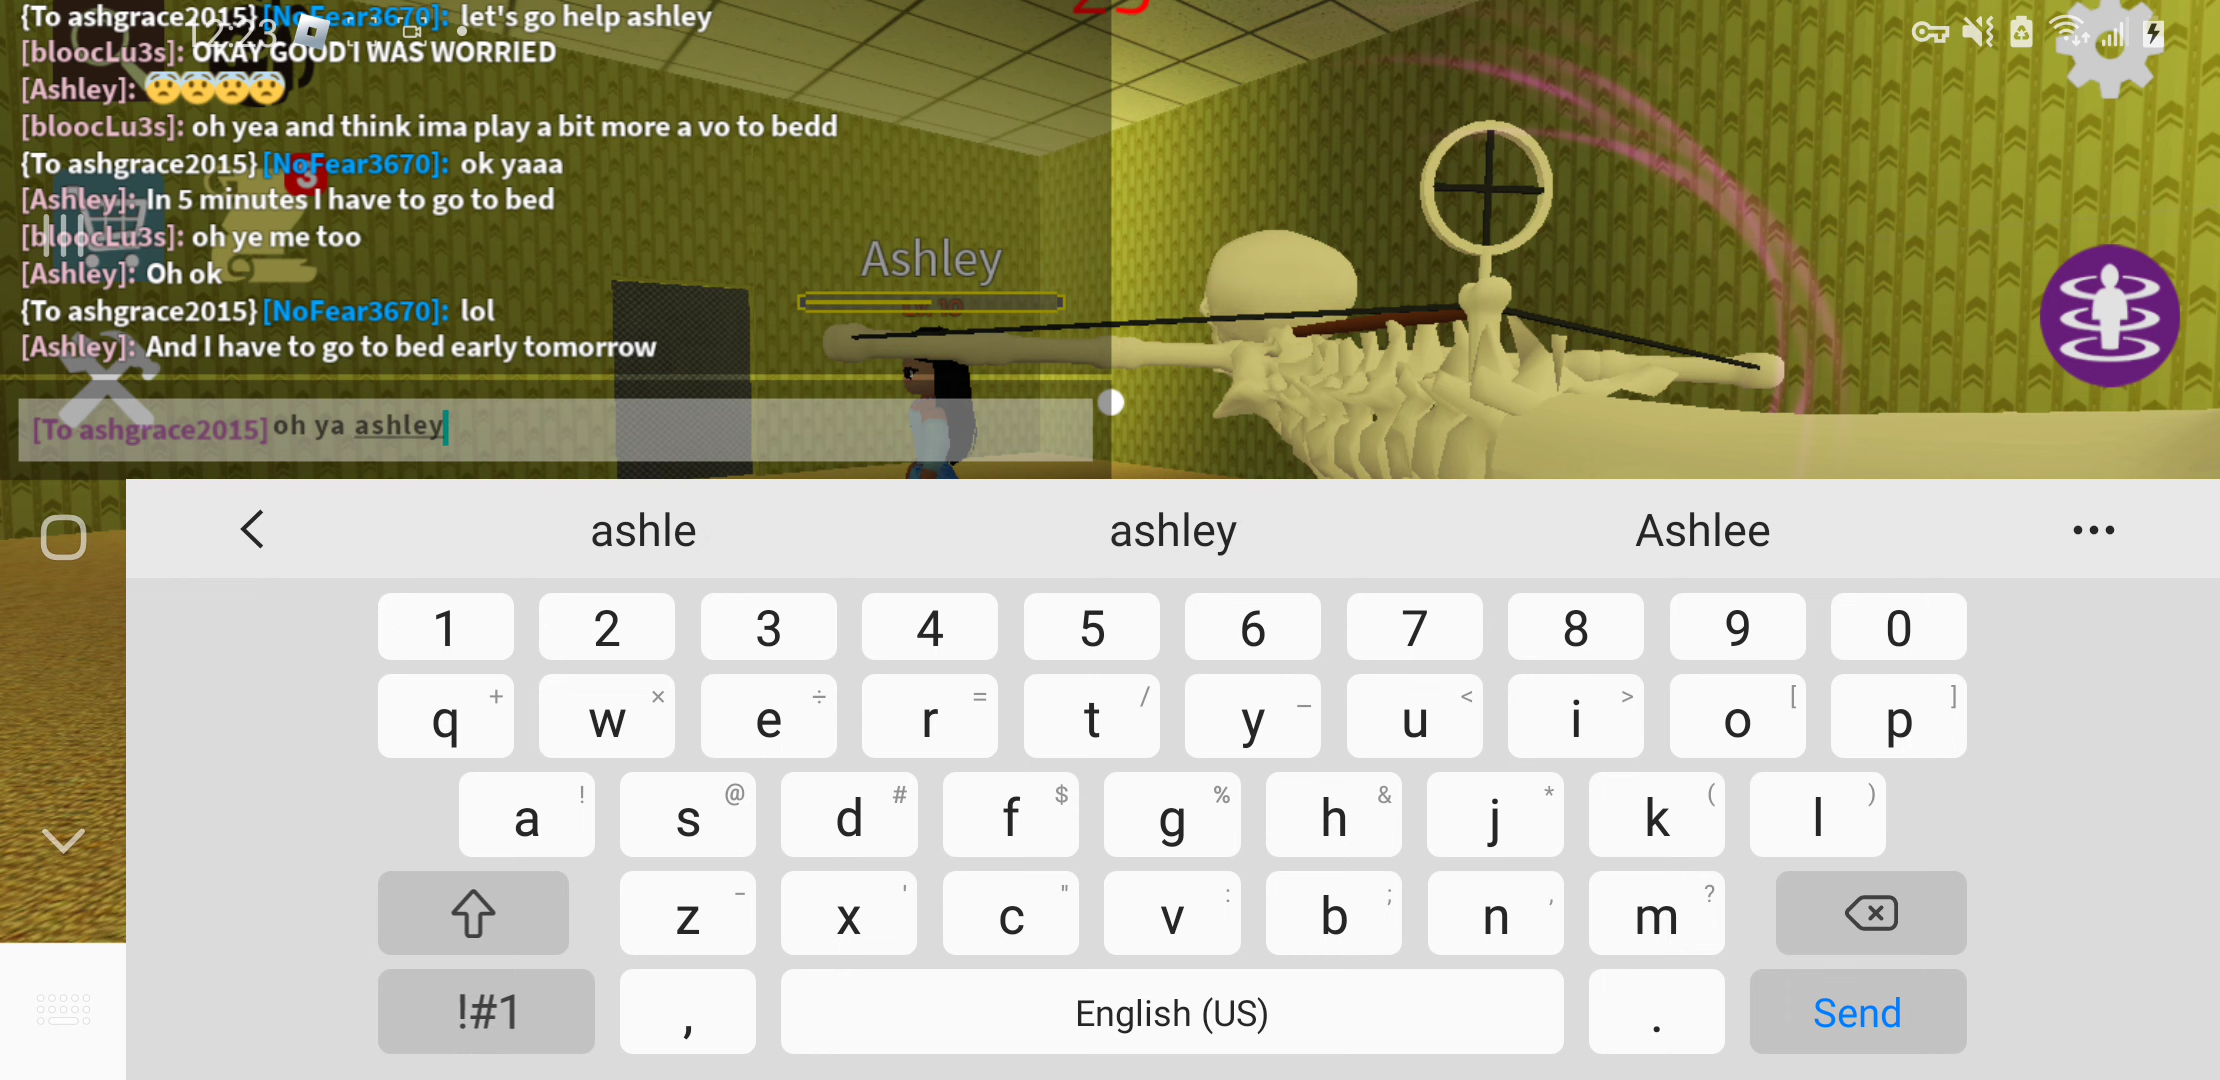 {To ashgrace2015} [NoFear3670]: let's go help ashley
12:23
[bloocLu3s]: OKAY GOOD I WAS WORRIED
[Ashley]: 😨😨😨😨
[bloocLu3s]: oh yea and think ima play a bit more a vo to bedd
{To ashgrace2015} [NoFear3670]: ok yaaa
3
[Ashley]: In 5 minutes I have to go to bed
[bloocLu3s]: oh ye me too
[Ashley]: Oh ok
{To ashgrace2015} [NoFear3670]: lol
[Ashley]: And I have to go to bed early tomorrow
Ashley
[To ashgrace2015] oh ya ashley
ashle ashley Ashlee
1 2 3 4 5 6 7 8 9 0
q + w × e ÷ r = t / y _ u < i > o [ p ]
a ! s @ d # f $ g % h & j * k ( l )
z - x ' c " v : b ; n , m ?
!#1 , English (US) . Send